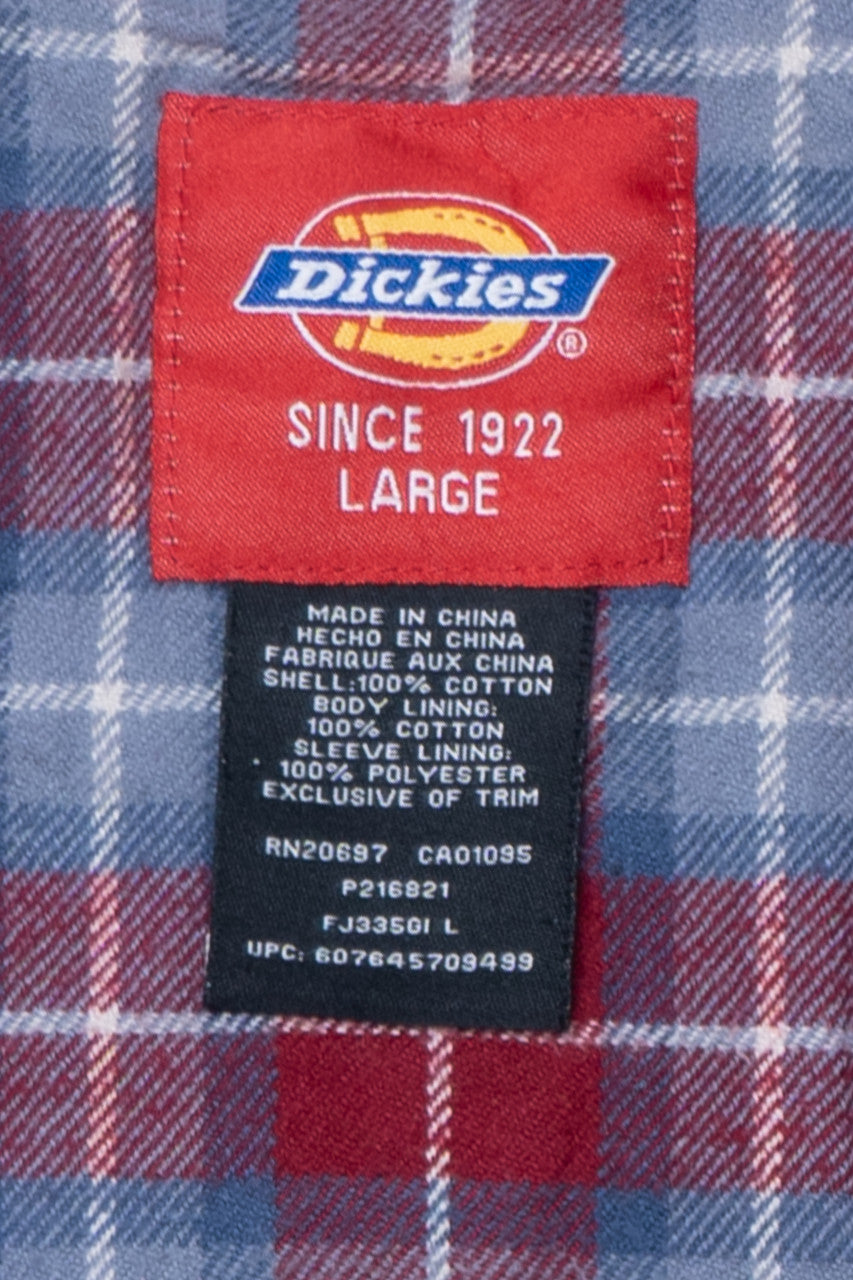 Dickies
®
SINCE 1922
LARGE
MADE IN CHINA
HECHO EN CHINA
FABRIQUE AUX CHINA
SHELL:100% COTTON
BODY LINING:
100% COTTON
SLEEVE LINING:
100% POLYESTER
EXCLUSIVE OF TRIM
RN20697 CA01095
P216821
FJ335GI L
UPC: 607645709499